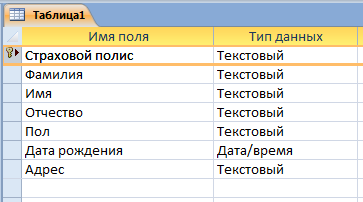 Таблица1
Имя поля Тип данных
Страховой полис Текстовый
Фамилия Текстовый
Имя Текстовый
Отчество Текстовый
Пол Текстовый
Дата рождения Дата/время
Адрес Текстовый